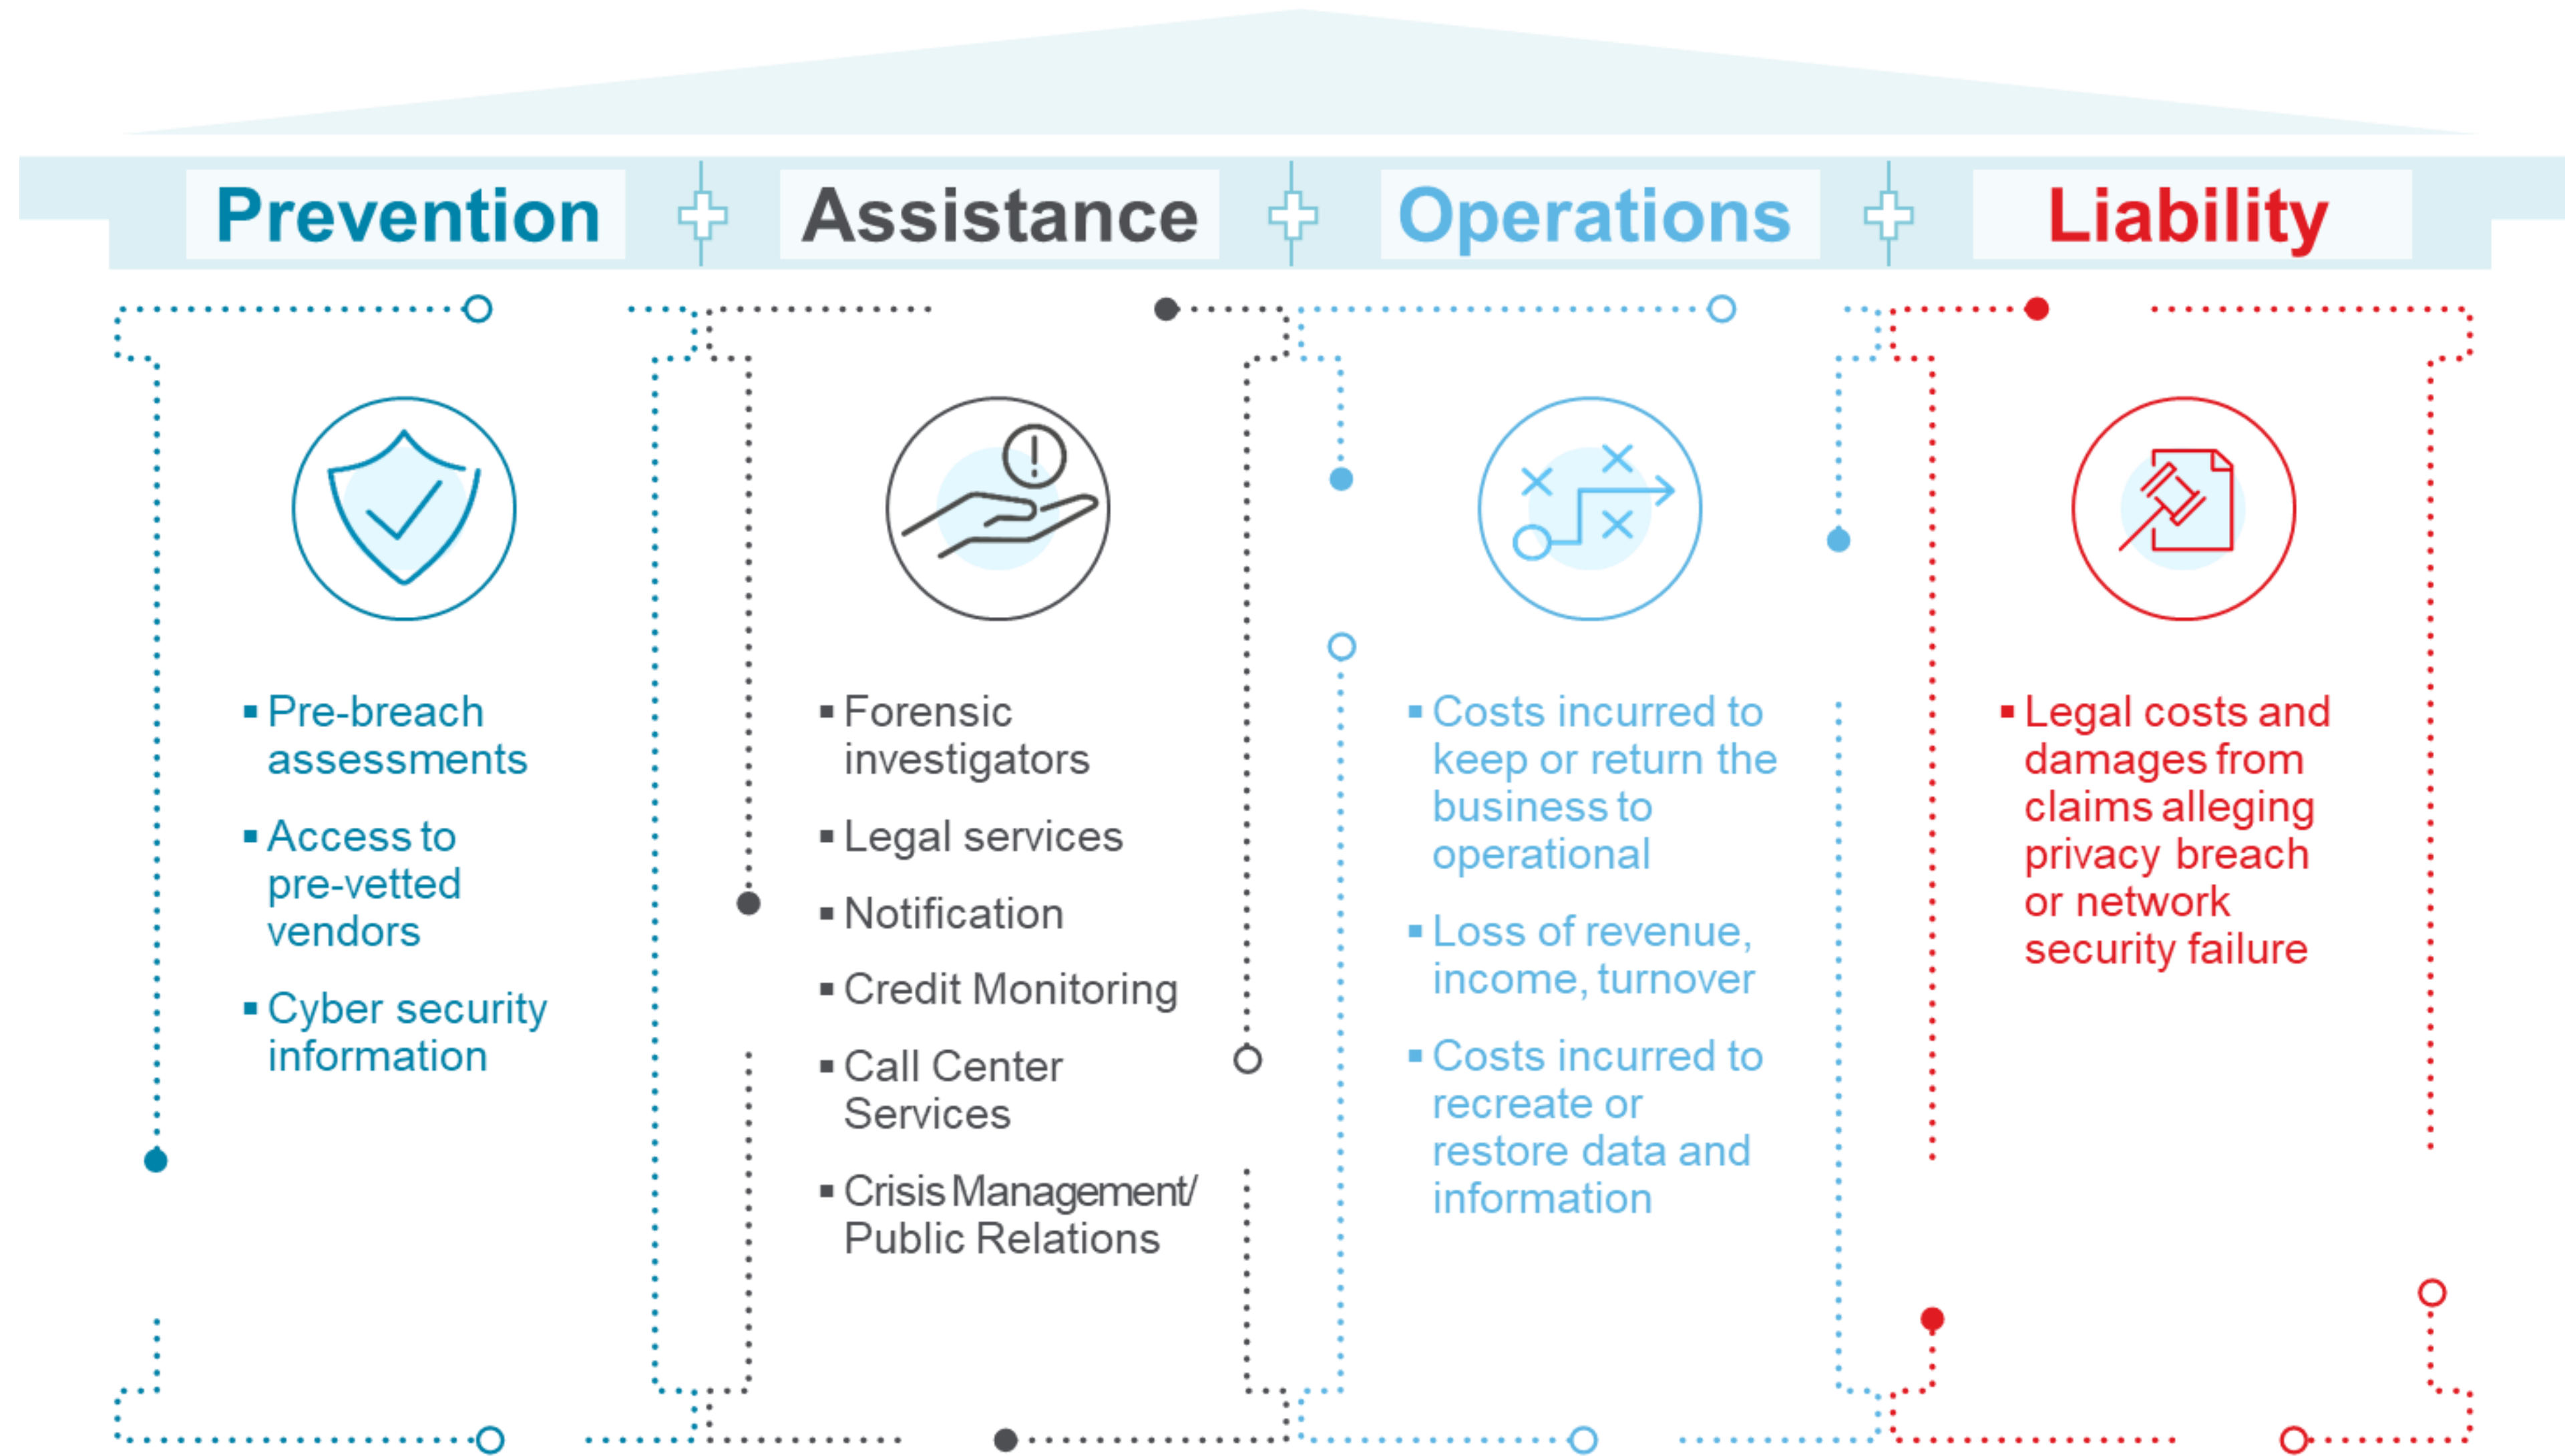 Prevention
Assistance
Operations
Liability
▪ Pre-breach
assessments
▪ Access to
pre-vetted
vendors
▪ Cyber security
information
▪ Forensic
investigators
▪ Legal services
▪ Notification
▪ Credit Monitoring
▪ Call Center
Services
▪ Crisis Management/
Public Relations
▪ Costs incurred to
keep or return the
business to
operational
▪ Loss of revenue,
income, turnover
▪ Costs incurred to
recreate or
restore data and
information
▪ Legal costs and
damages from
claims alleging
privacy breach
or network
security failure